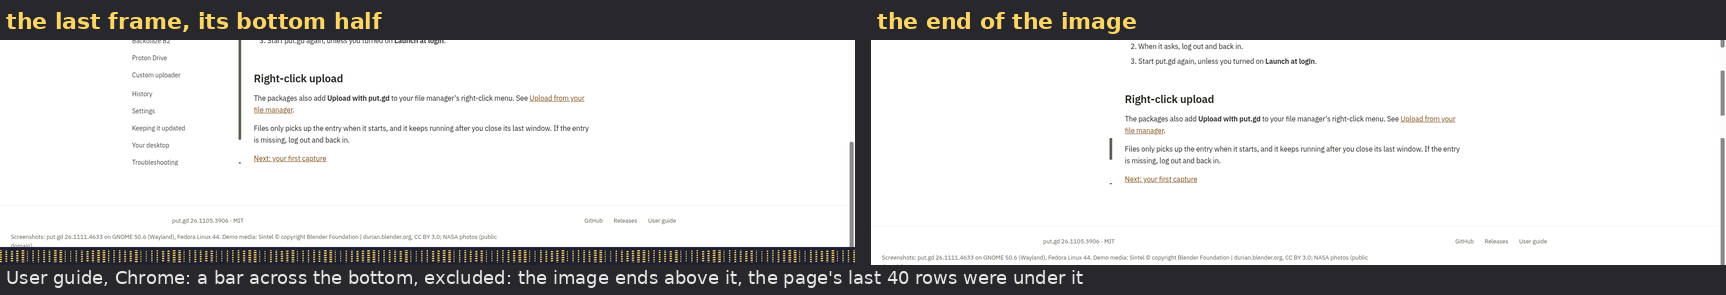 the last frame, its bottom half
Backblaze B2
3. Start put.gd again, unless you turned on Launch at login.
Proton Drive
Custom uploader
Right-click upload
History
The packages also add Upload with put.gd to your file manager's right-click menu. See Upload from your
file manager.
Settings
Keeping it updated
Files only picks up the entry when it starts, and it keeps running after you close its last window. If the entry
is missing, log out and back in.
Your desktop
Next: your first capture
Troubleshooting
put.gd 26.1105.3906 · MIT
GitHub Releases User guide
Screenshots: put.gd 26.1111.4633 on GNOME 50.6 (Wayland), Fedora Linux 44. Demo media: Sintel © copyright Blender Foundation | durian.blender.org, CC BY 3.0; NASA photos (public
domain)
the end of the image
2. When it asks, log out and back in.
3. Start put.gd again, unless you turned on Launch at login.
Right-click upload
The packages also add Upload with put.gd to your file manager's right-click menu. See Upload from your
file manager.
Files only picks up the entry when it starts, and it keeps running after you close its last window. If the entry
is missing, log out and back in.
Next: your first capture
put.gd 26.1105.3906 · MIT
GitHub Releases User guide
Screenshots: put.gd 26.1111.4633 on GNOME 50.6 (Wayland), Fedora Linux 44. Demo media: Sintel © copyright Blender Foundation | durian.blender.org, CC BY 3.0; NASA photos (public
User guide, Chrome: a bar across the bottom, excluded: the image ends above it, the page's last 40 rows were under it